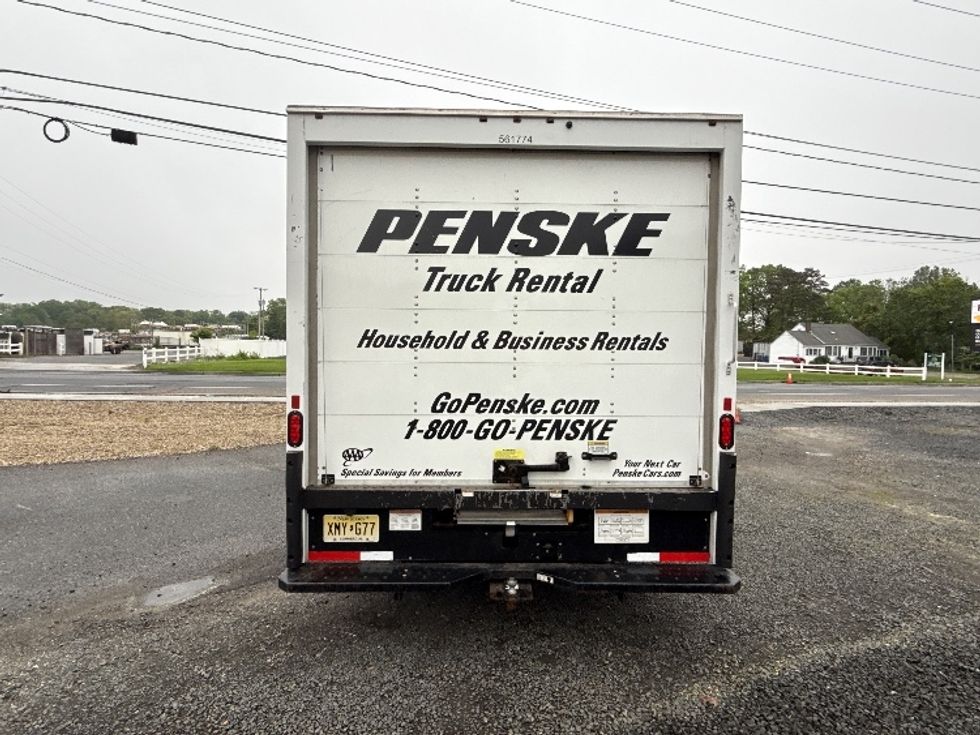 561774
PENSKE
Truck Rental
Household & Business Rentals
GoPenske.com
1-800-GO-PENSKE
AAA
Special Savings for Members
Your Next Car
PenskeCars.com
XMY G77